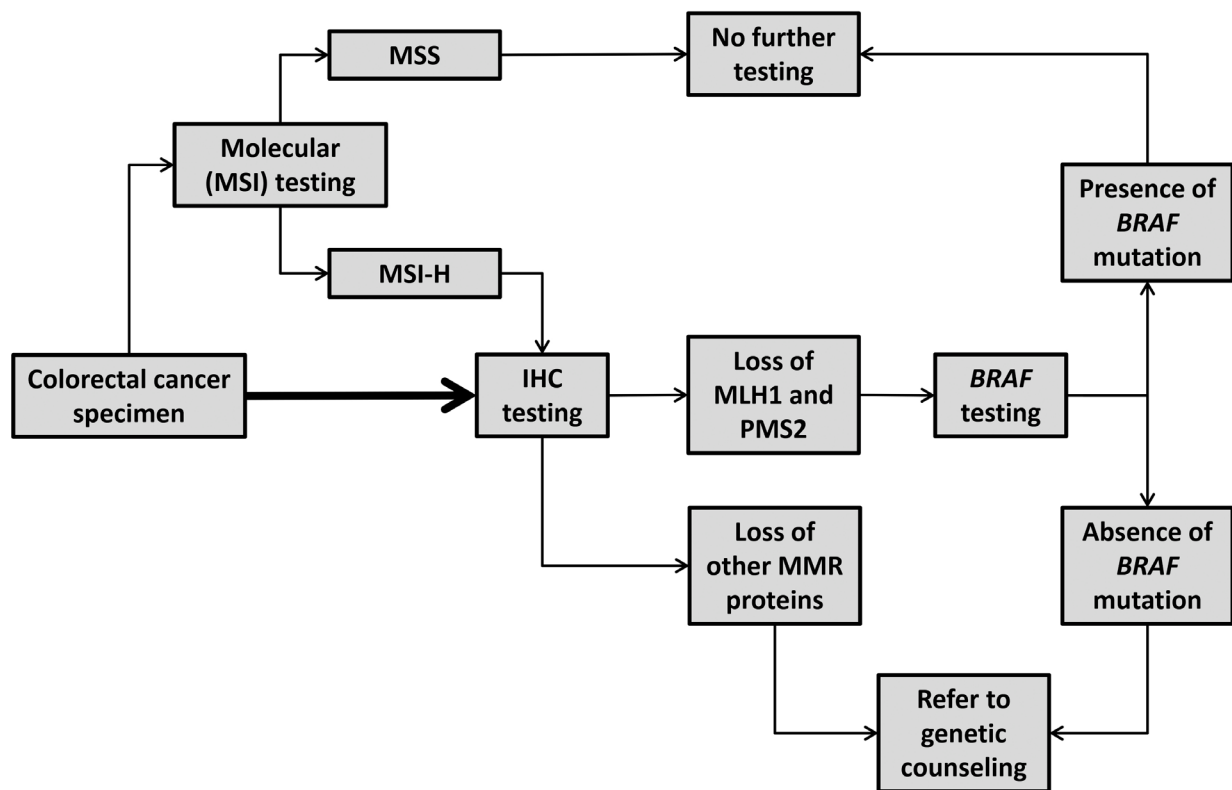 MSS
No further
testing
Molecular
(MSI) testing
Presence of
BRAF
mutation
MSI-H
Colorectal cancer
specimen
IHC
testing
Loss of
MLH1 and
PMS2
BRAF
testing
Loss of
other MMR
proteins
Absence of
BRAF
mutation
Refer to
genetic
counseling